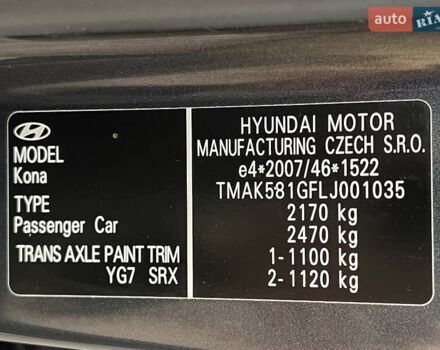 auto RIA
MODEL
Kona
TYPE
Passenger Car
TRANS AXLE PAINT TRIM
YG7 SRX
HYUNDAI MOTOR
MANUFACTURING CZECH S.R.O.
e4*2007/46*1522
TMAK581GFLJ001035
2170 kg
2470 kg
1-1100 kg
2-1120 kg